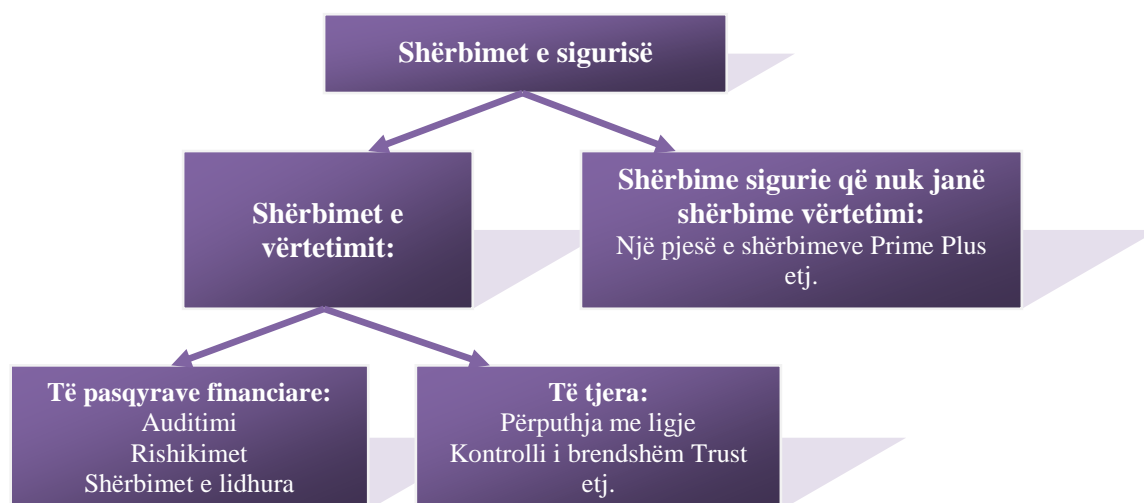 Shërbimet e sigurisë
Shërbimet e
vërtetimit:
Shërbime sigurie që nuk janë
shërbime vërtetimi:
Një pjesë e shërbimeve Prime Plus
etj.
Të pasqyrave financiare:
Auditimi
Rishikimet
Shërbimet e lidhura
Të tjera:
Përputhja me ligje
Kontrolli i brendshëm Trust
etj.